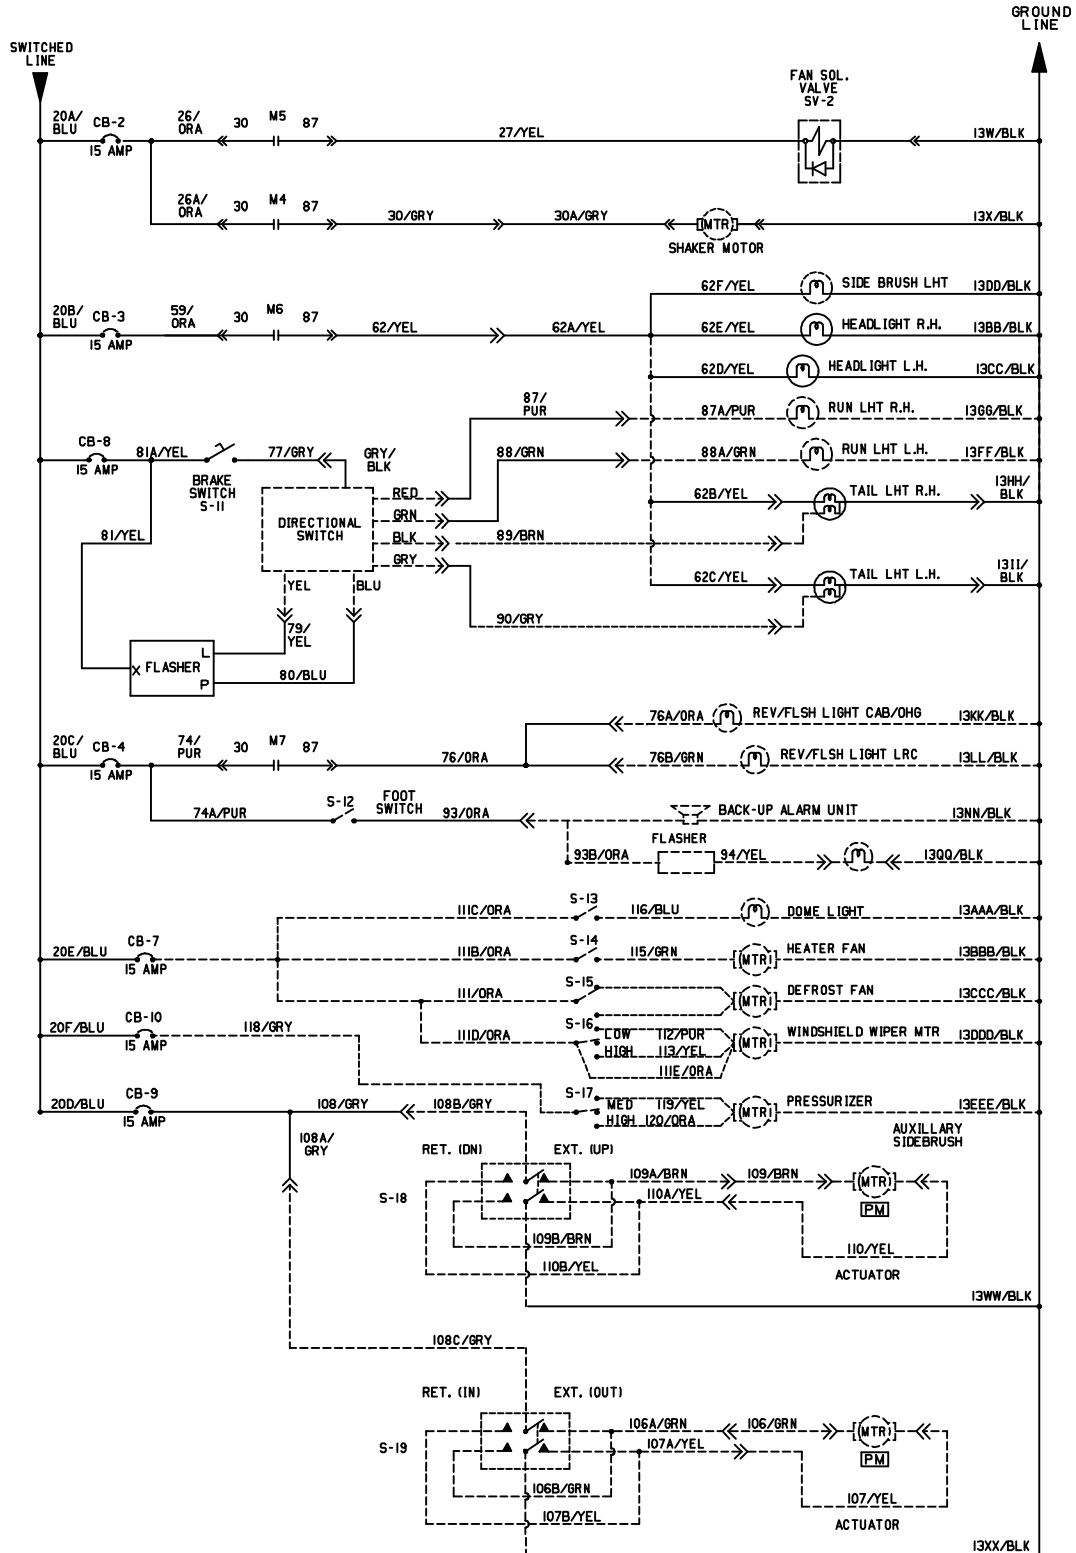 GROUND
LINE
SWITCHED
LINE
FAN SOL.
VALVE
SV-2
20A/
BLU
CB-2
15 AMP
26/
ORA
30
M5
87
27/YEL
13W/BLK
26A/
ORA
30
M4
87
30/GRY
30A/GRY
MTR
SHAKER MOTOR
13X/BLK
62F/YEL
SIDE BRUSH LHT
13DD/BLK
20B/
BLU
CB-3
15 AMP
59/
ORA
30
M6
87
62/YEL
62A/YEL
62E/YEL
HEADLIGHT R.H.
13BB/BLK
62D/YEL
HEADLIGHT L.H.
13CC/BLK
87/
PUR
87A/PUR
RUN LHT R.H.
13GG/BLK
CB-8
15 AMP
81A/YEL
BRAKE
SWITCH
S-11
77/GRY
GRY/
BLK
88/GRN
88A/GRN
RUN LHT L.H.
13FF/BLK
DIRECTIONAL
SWITCH
RED
GRN
BLK
GRY
62B/YEL
TAIL LHT R.H.
13HH/
BLK
81/YEL
89/BRN
YEL
BLU
62C/YEL
TAIL LHT L.H.
13II/
BLK
79/
YEL
90/GRY
X FLASHER
L
P
80/BLU
76A/ORA
REV/FLSH LIGHT CAB/OHG
13KK/BLK
20C/
BLU
CB-4
15 AMP
74/
PUR
30
M7
87
76/ORA
76B/GRN
REV/FLSH LIGHT LRC
13LL/BLK
74A/PUR
S-12
FOOT
SWITCH
93/ORA
BACK-UP ALARM UNIT
13NN/BLK
FLASHER
93B/ORA
94/YEL
13QQ/BLK
111C/ORA
S-13
116/BLU
DOME LIGHT
13AAA/BLK
20E/BLU
CB-7
15 AMP
111B/ORA
S-14
115/GRN
MTR1
HEATER FAN
13BBB/BLK
111/ORA
S-15
MTR1
DEFROST FAN
13CCC/BLK
20F/BLU
CB-10
15 AMP
118/GRY
111D/ORA
S-16
LOW
112/PUR
HIGH
113/YEL
111E/ORA
MTR1
WINDSHIELD WIPER MTR
13DDD/BLK
20D/BLU
CB-9
15 AMP
108/GRY
108B/GRY
S-17
MED
119/YEL
HIGH
120/ORA
MTR1
PRESSURIZER
13EEE/BLK
108A/
GRY
AUXILLARY
SIDEBRUSH
RET. (DN)
EXT. (UP)
S-18
109A/BRN
109/BRN
MTR1
PM
110A/YEL
109B/BRN
110B/YEL
110/YEL
ACTUATOR
13WW/BLK
108C/GRY
RET. (IN)
EXT. (OUT)
S-19
106A/GRN
106/GRN
MTR1
PM
107A/YEL
106B/GRN
107B/YEL
107/YEL
ACTUATOR
13XX/BLK